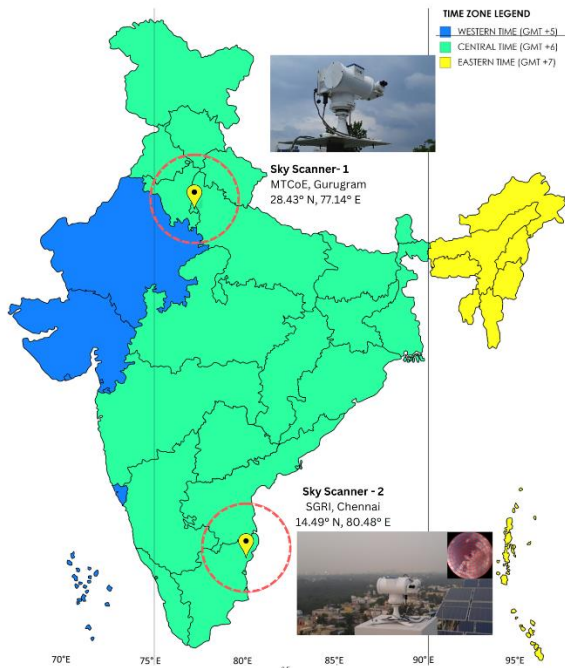 TIME ZONE LEGEND
WESTERN TIME (GMT +5)
CENTRAL TIME (GMT +6)
EASTERN TIME (GMT +7)
Sky Scanner- 1
MTCoE, Gurugram
28.43° N, 77.14° E
Sky Scanner - 2
SGRI, Chennai
14.49° N, 80.48° E
70°E 75°E 80°E 85°E 90°E 95°E